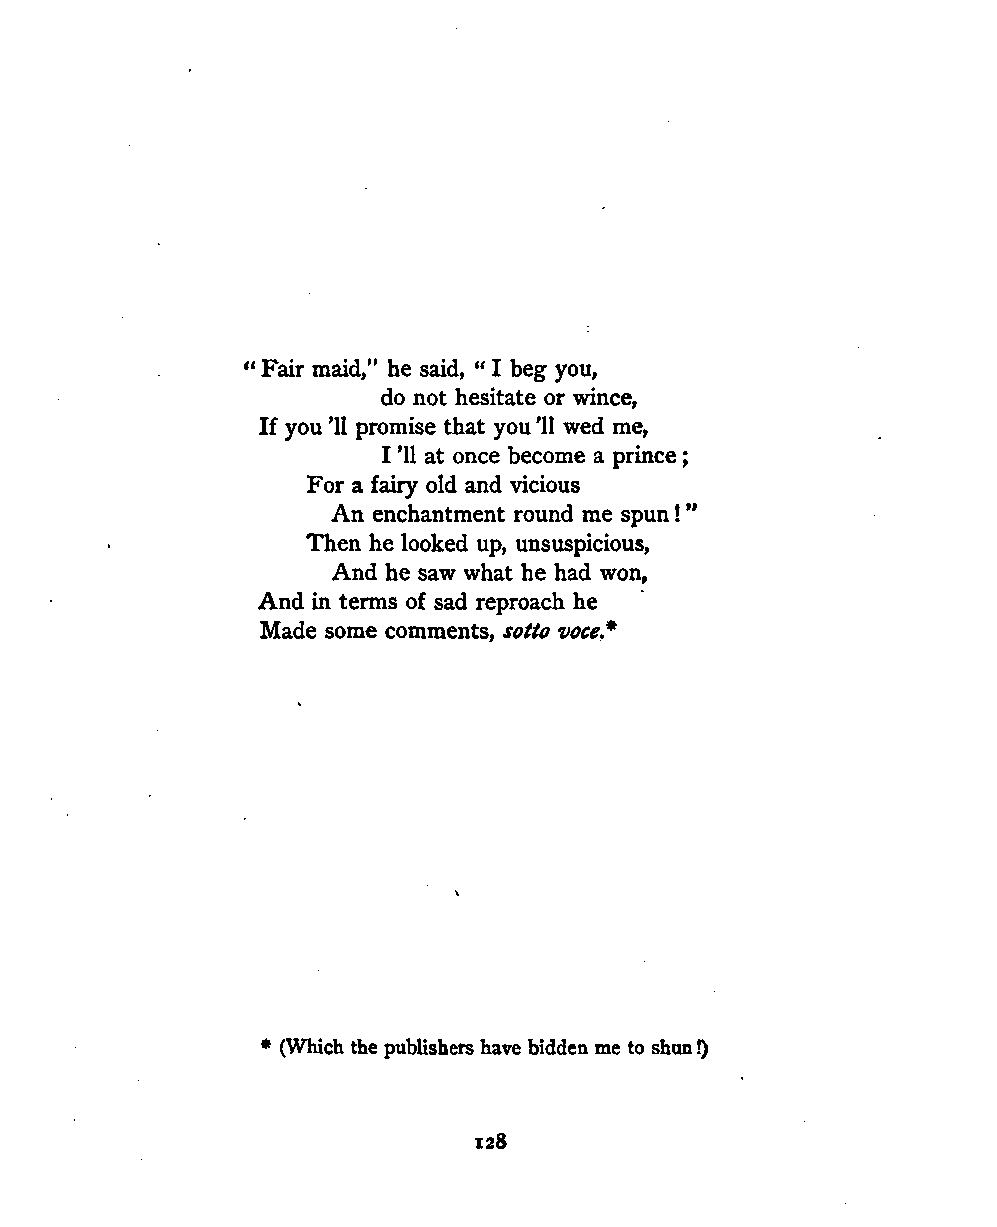 “ Fair maid,” he said, “ I beg you,
do not hesitate or wince,
If you ’ll promise that you ’ll wed me,
I ’ll at once become a prince ;
For a fairy old and vicious
An enchantment round me spun ! ”
Then he looked up, unsuspicious,
And he saw what he had won,
And in terms of sad reproach he
Made some comments, sotto voce.*
* (Which the publishers have bidden me to shun !)
128